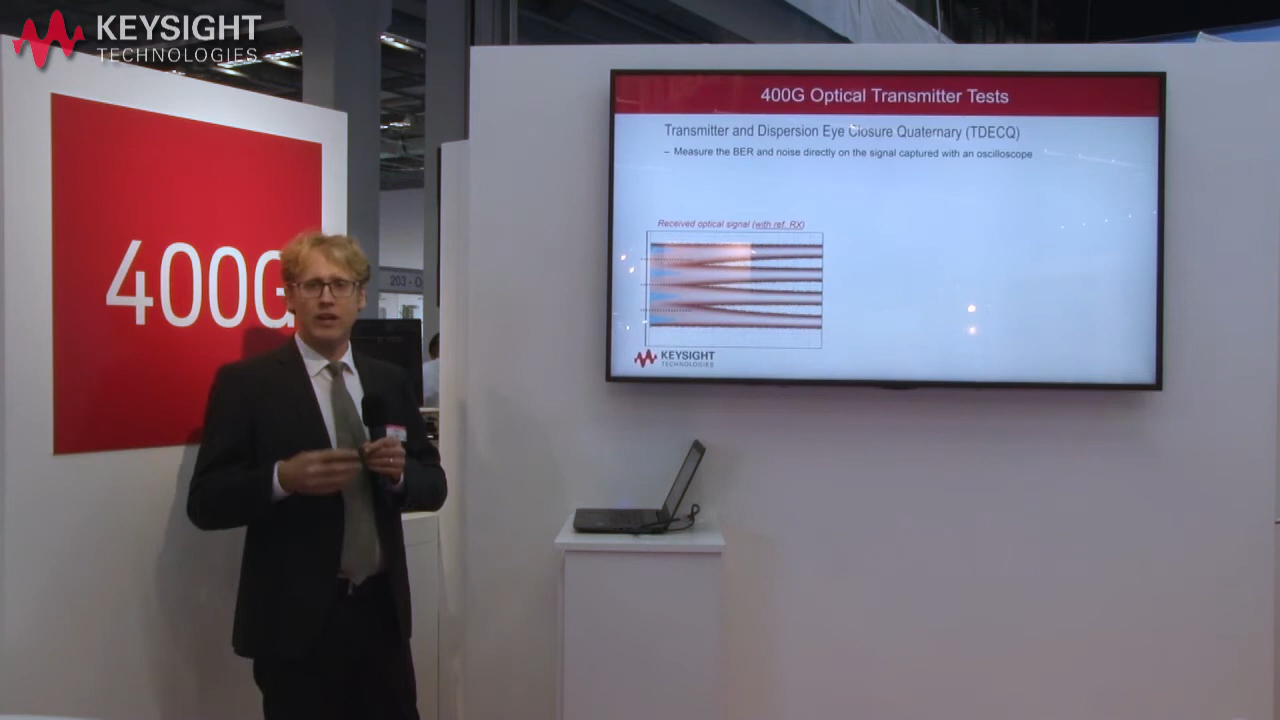 KEYSIGHT
TECHNOLOGIES
400G
400G Optical Transmitter Tests
Transmitter and Dispersion Eye Closure Quaternary (TDECQ)
– Measure the BER and noise directly on the signal captured with an oscilloscope
Received optical signal (with ref. RX)
KEYSIGHT
TECHNOLOGIES
203 - O